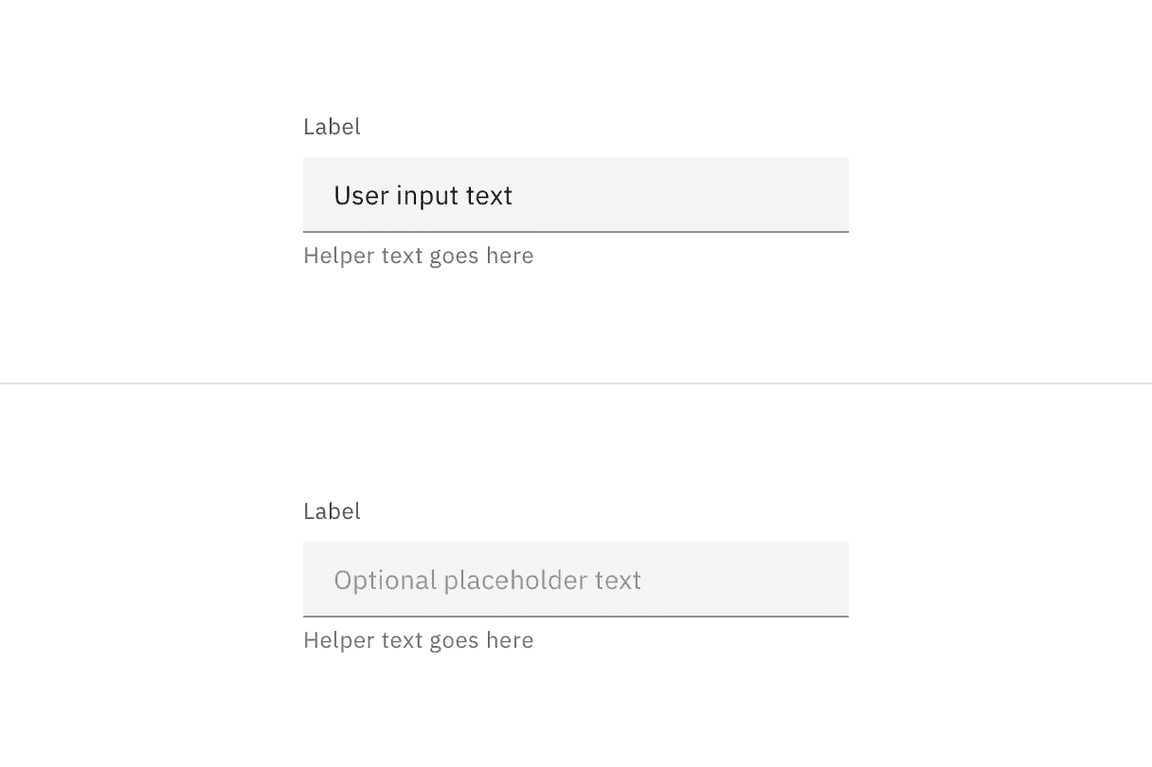 Label
User input text
Helper text goes here
Label
Optional placeholder text
Helper text goes here